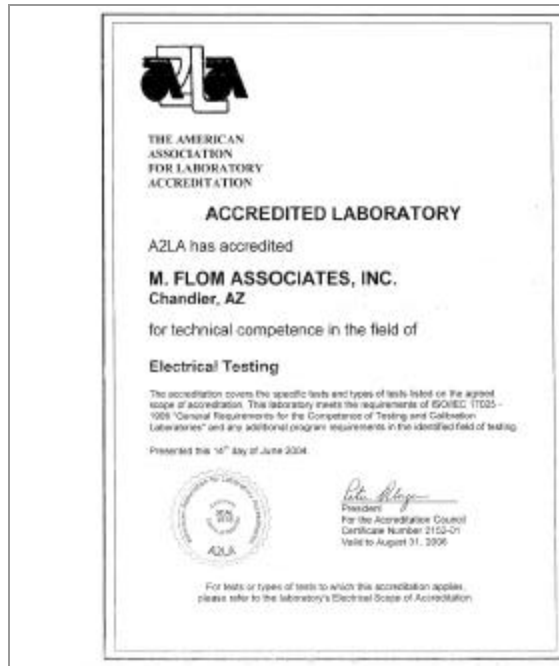 THE AMERICAN
ASSOCIATION
FOR LABORATORY
ACCREDITATION
ACCREDITED LABORATORY
A2LA has accredited
M. FLOM ASSOCIATES, INC.
Chandler, AZ
for technical competence in the field of
Electrical Testing
The accreditation covers the specific tests and types of tests listed on the agreed
scope of accreditation. This laboratory meets the requirements of ISO/IEC 17025 -
1999 "General Requirements for the Competence of Testing and Calibration
Laboratories" and any additional program requirements in the identified field of testing.
Presented this 14th day of June 2004.
President
For the Accreditation Council
Certificate Number 2152-01
Valid to August 31, 2006
SEAL
A2LA
For tests or types of tests to which this accreditation applies,
please refer to the laboratory's Electrical Scope of Accreditation